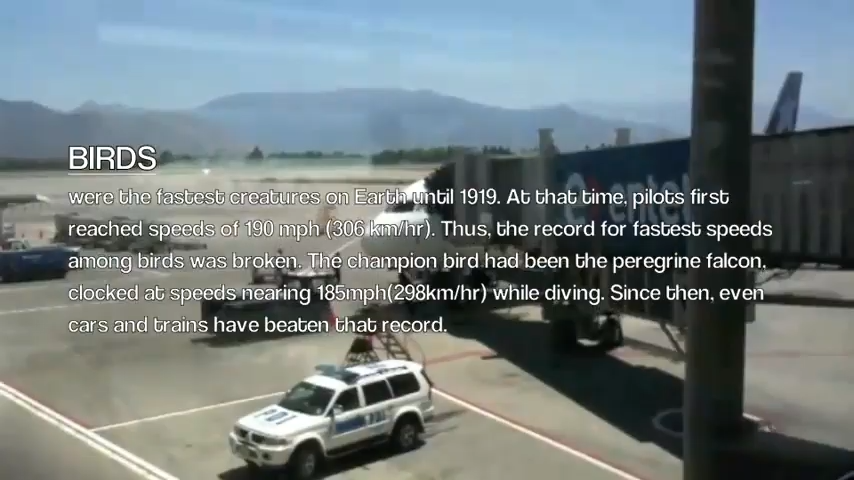 BIRDS
were the fastest creatures on Earth until 1919. At that time, pilots first
reached speeds of 190 mph (306 km/hr). Thus, the record for fastest speeds
among birds was broken. The champion bird had been the peregrine falcon,
clocked at speeds nearing 185mph(298km/hr) while diving. Since then, even
cars and trains have beaten that record.
entel
PDI